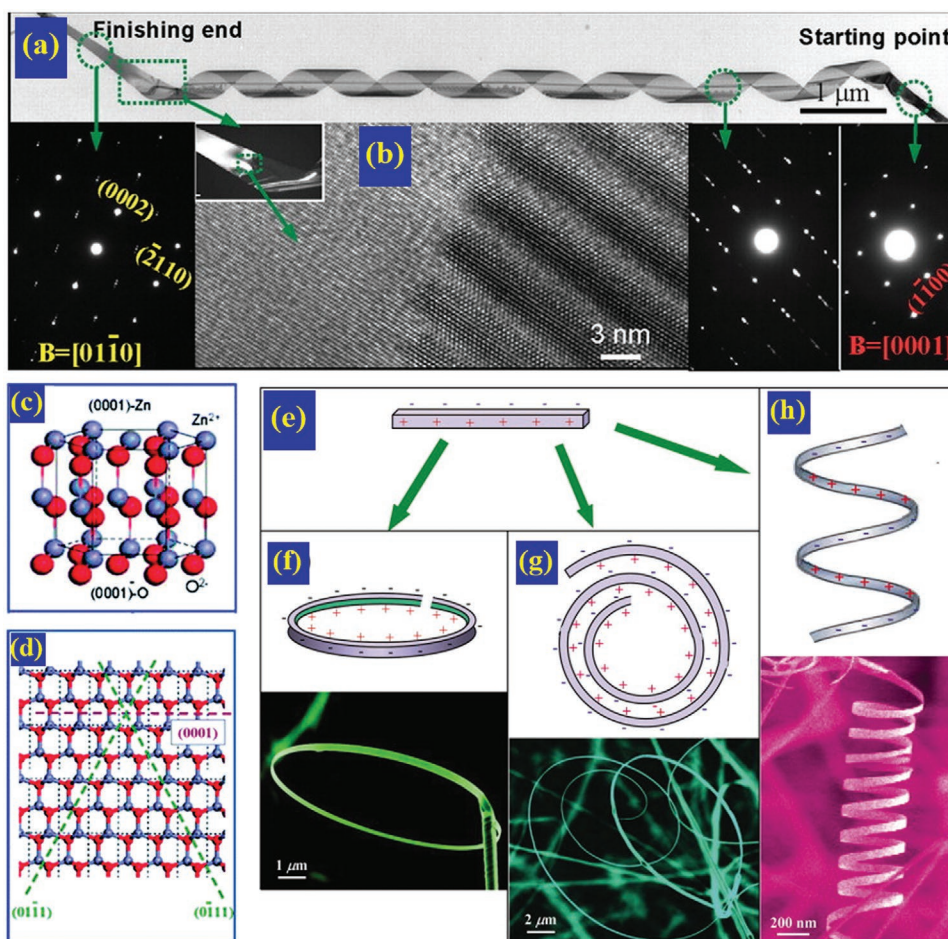 (a)
Finishing end
Starting point
1 μm
(0002)
(2̄110)
B=[011̄0]
(b)
3 nm
(11̄00)
B=[0001]
(c)
(0001)-Zn
Zn²⁺
(0001̄)-O
O²⁻
(d)
(0001)
(011̄1)
(01̄11)
(e)
(f)
1 μm
(g)
2 μm
(h)
200 nm